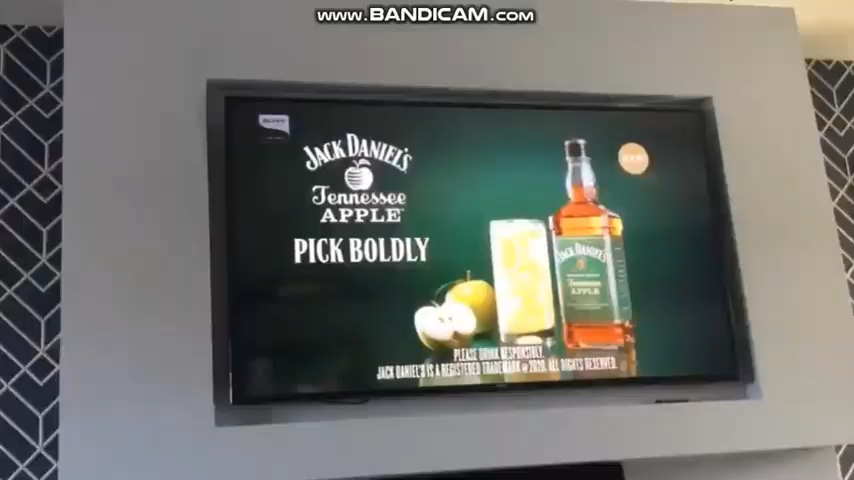 www.BANDICAM.com
SONY
JACK DANIEL'S
Tennessee
APPLE
PICK BOLDLY
JACK DANIEL'S
Tennessee
APPLE
PLEASE DRINK RESPONSIBLY.
JACK DANIEL'S IS A REGISTERED TRADEMARK © 2020. ALL RIGHTS RESERVED.